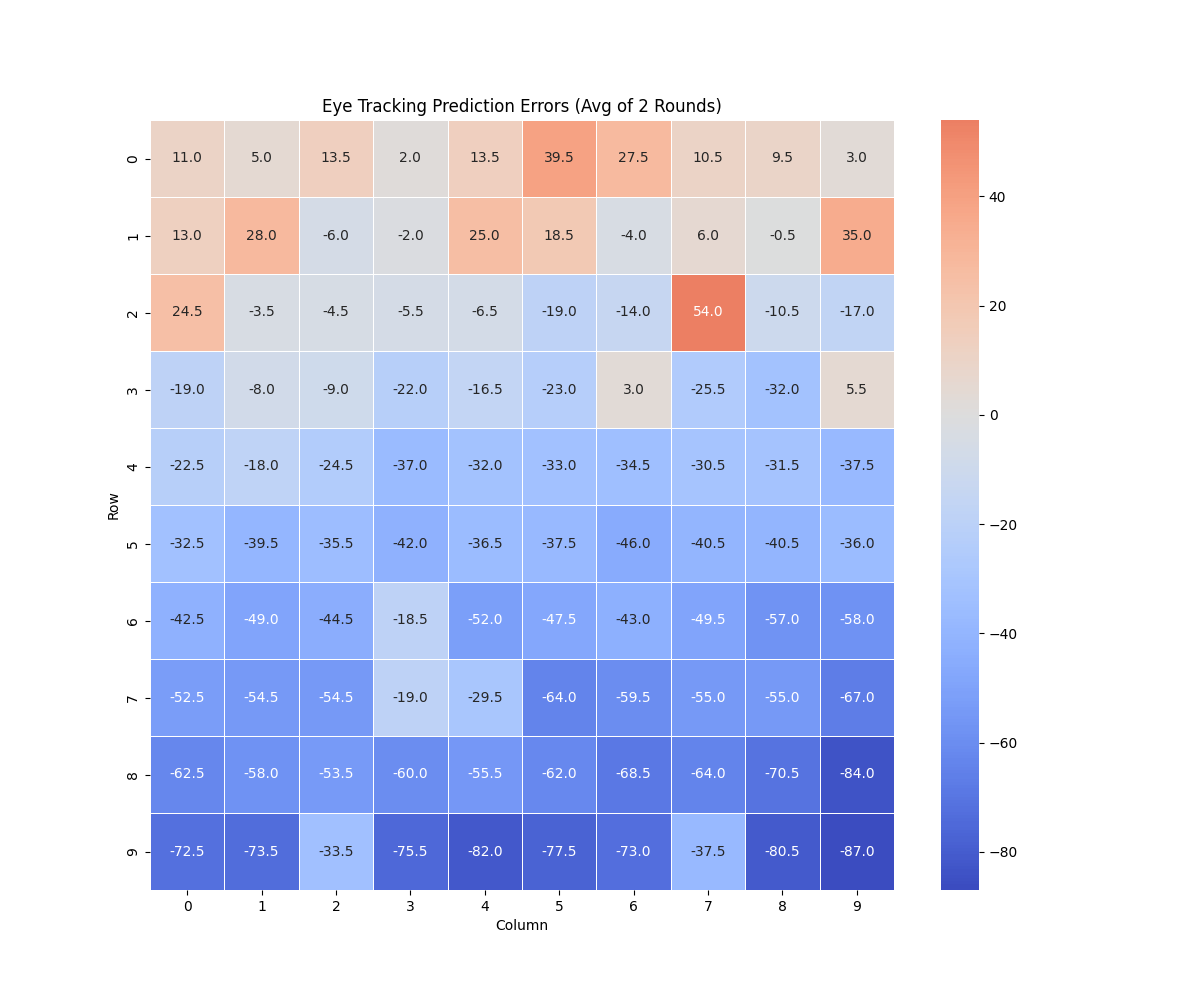 Eye Tracking Prediction Errors (Avg of 2 Rounds)
0 11.0 5.0 13.5 2.0 13.5 39.5 27.5 10.5 9.5 3.0
1 13.0 28.0 -6.0 -2.0 25.0 18.5 -4.0 6.0 -0.5 35.0
2 24.5 -3.5 -4.5 -5.5 -6.5 -19.0 -14.0 54.0 -10.5 -17.0
3 -19.0 -8.0 -9.0 -22.0 -16.5 -23.0 3.0 -25.5 -32.0 5.5
4 -22.5 -18.0 -24.5 -37.0 -32.0 -33.0 -34.5 -30.5 -31.5 -37.5
Row
5 -32.5 -39.5 -35.5 -42.0 -36.5 -37.5 -46.0 -40.5 -40.5 -36.0
6 -42.5 -49.0 -44.5 -18.5 -52.0 -47.5 -43.0 -49.5 -57.0 -58.0
7 -52.5 -54.5 -54.5 -19.0 -29.5 -64.0 -59.5 -55.0 -55.0 -67.0
8 -62.5 -58.0 -53.5 -60.0 -55.5 -62.0 -68.5 -64.0 -70.5 -84.0
9 -72.5 -73.5 -33.5 -75.5 -82.0 -77.5 -73.0 -37.5 -80.5 -87.0
0 1 2 3 4 5 6 7 8 9
Column
40
20
0
−20
−40
−60
−80